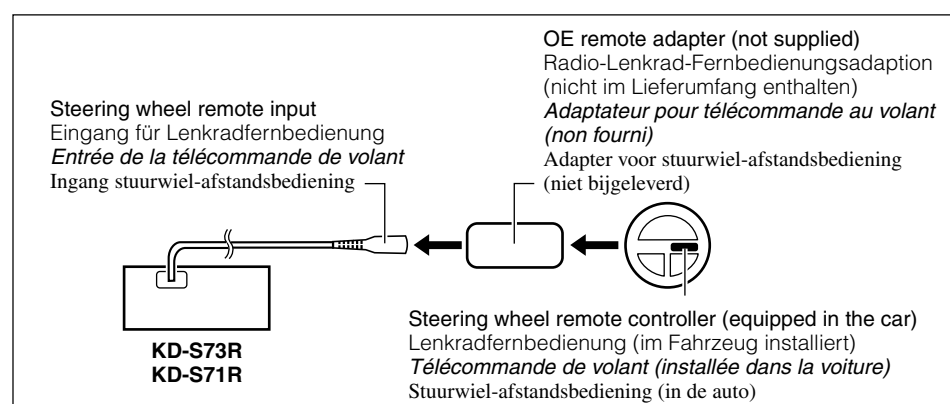 OE remote adapter (not supplied)
Radio-Lenkrad-Fernbedienungsadaption
(nicht im Lieferumfang enthalten)
Adaptateur pour télécommande au volant
(non fourni)
Adapter voor stuurwiel-afstandsbediening
(niet bijgeleverd)
Steering wheel remote input
Eingang für Lenkradfernbedienung
Entrée de la télécommande de volant
Ingang stuurwiel-afstandsbediening
KD-S73R
KD-S71R
Steering wheel remote controller (equipped in the car)
Lenkradfernbedienung (im Fahrzeug installiert)
Télécommande de volant (installée dans la voiture)
Stuurwiel-afstandsbediening (in de auto)